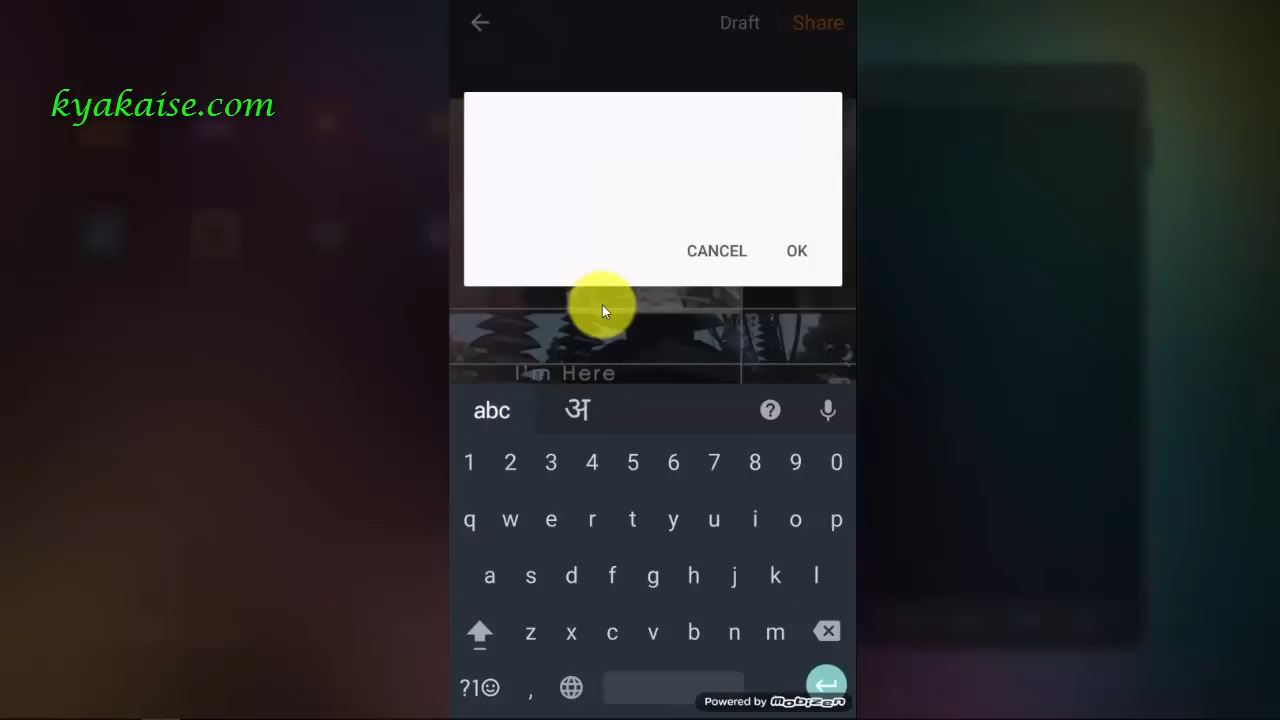 Draft Share
kyakaise.com
CANCEL OK
I'm Here
abc अ ?
1 2 3 4 5 6 7 8 9 0
q w e r t y u i o p
a s d f g h j k l
z x c v b n m
?1☺ ,
Powered by mobizen